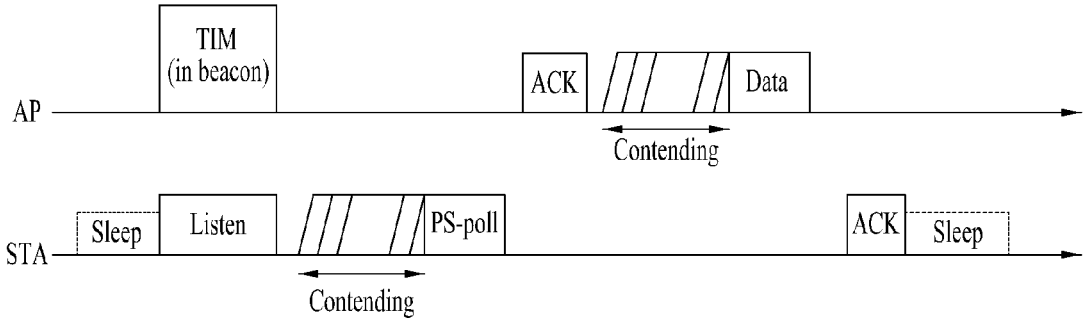 TIM
(in beacon)
ACK
Data
AP
Contending
Sleep
Listen
PS-poll
ACK
Sleep
STA
Contending